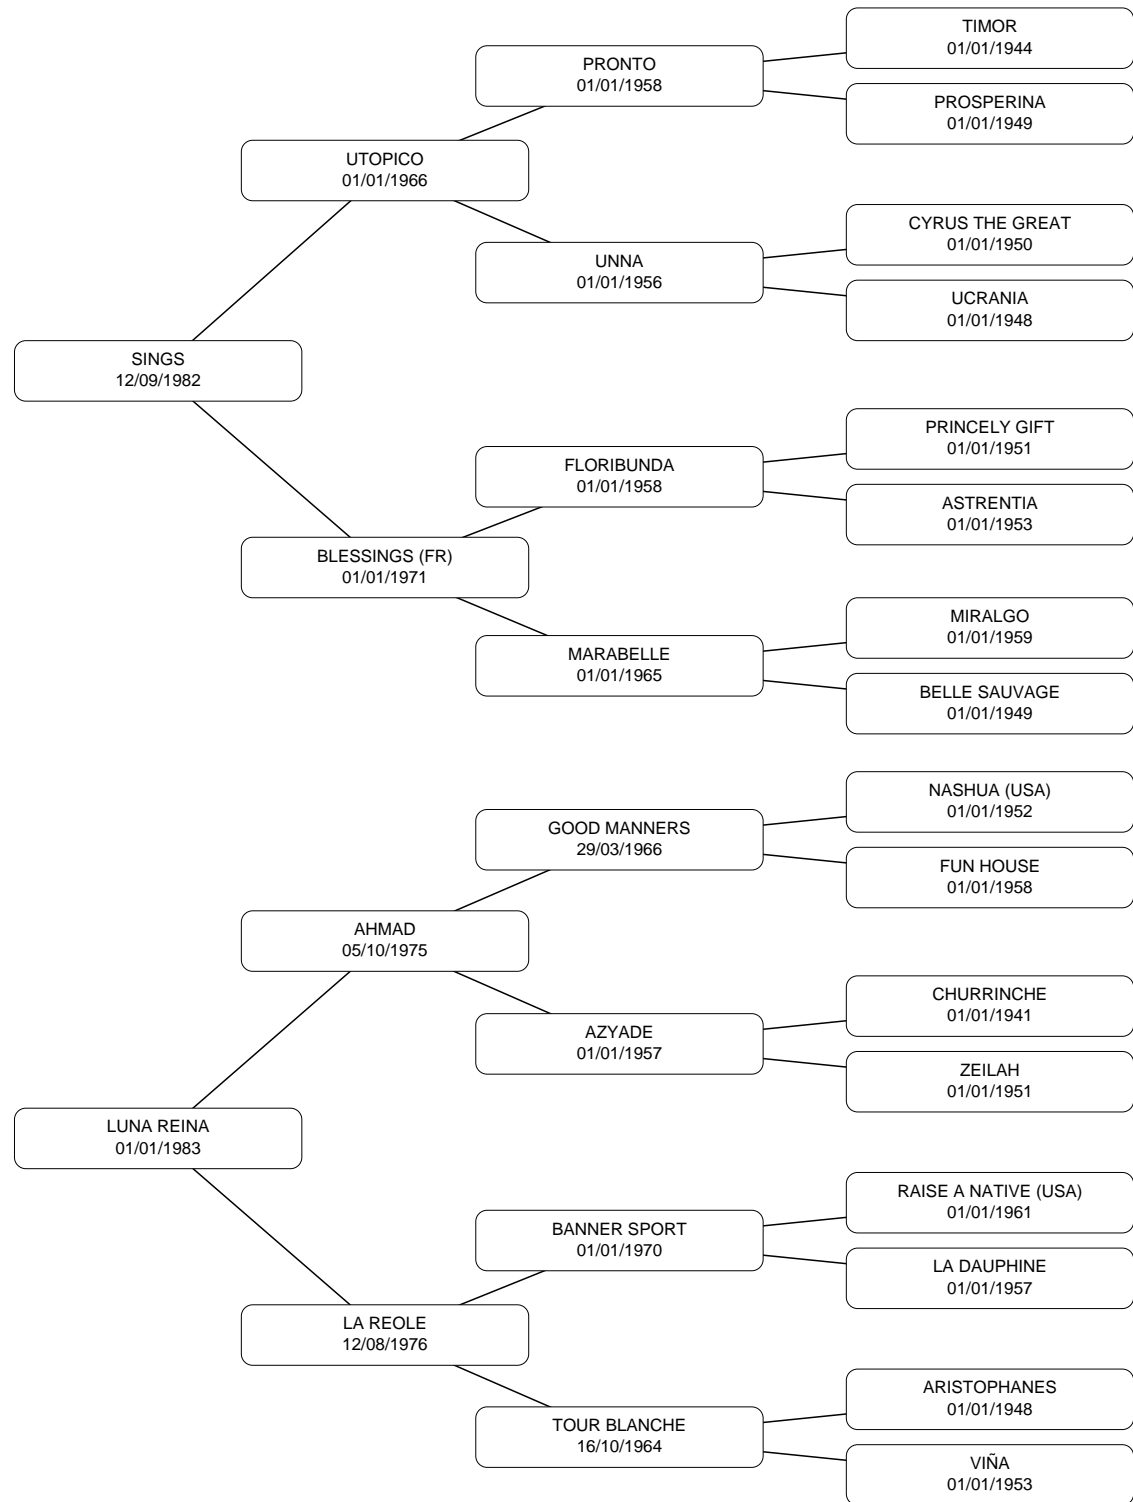 TIMOR
01/01/1944
PRONTO
01/01/1958
PROSPERINA
01/01/1949
UTOPICO
01/01/1966
CYRUS THE GREAT
01/01/1950
UNNA
01/01/1956
UCRANIA
01/01/1948
SINGS
12/09/1982
PRINCELY GIFT
01/01/1951
FLORIBUNDA
01/01/1958
ASTRENTIA
01/01/1953
BLESSINGS (FR)
01/01/1971
MIRALGO
01/01/1959
MARABELLE
01/01/1965
BELLE SAUVAGE
01/01/1949
NASHUA (USA)
01/01/1952
GOOD MANNERS
29/03/1966
FUN HOUSE
01/01/1958
AHMAD
05/10/1975
CHURRINCHE
01/01/1941
AZYADE
01/01/1957
ZEILAH
01/01/1951
LUNA REINA
01/01/1983
RAISE A NATIVE (USA)
01/01/1961
BANNER SPORT
01/01/1970
LA DAUPHINE
01/01/1957
LA REOLE
12/08/1976
ARISTOPHANES
01/01/1948
TOUR BLANCHE
16/10/1964
VIÑA
01/01/1953